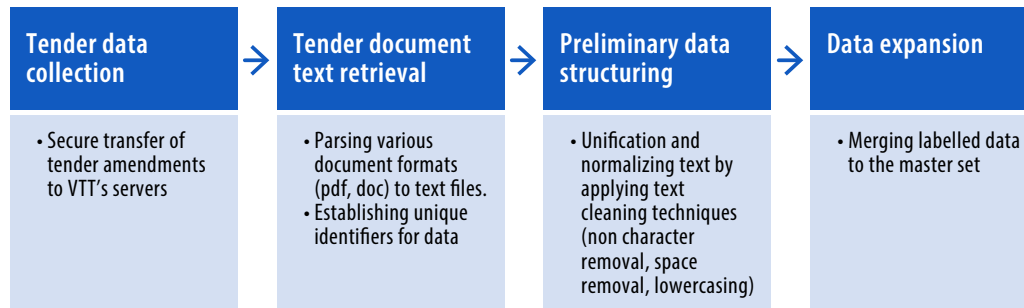 Tender data
collection
• Secure transfer of
tender amendments
to VTT's servers
Tender document
text retrieval
• Parsing various
document formats
(pdf, doc) to text files.
• Establishing unique
identifiers for data
Preliminary data
structuring
• Unification and
normalizing text by
applying text
cleaning techniques
(non character
removal, space
removal, lowercasing)
Data expansion
• Merging labelled data
to the master set